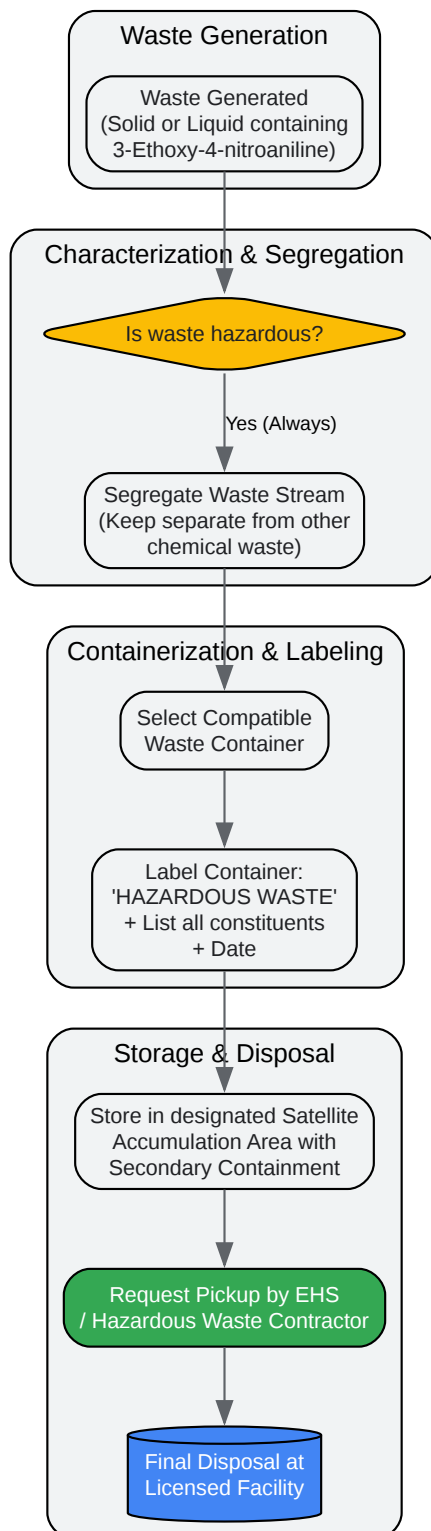 Waste Generation
Waste Generated
(Solid or Liquid containing
3-Ethoxy-4-nitroaniline)
Characterization & Segregation
Is waste hazardous?
Yes (Always)
Segregate Waste Stream
(Keep separate from other
chemical waste)
Containerization & Labeling
Select Compatible
Waste Container
Label Container:
'HAZARDOUS WASTE'
+ List all constituents
+ Date
Storage & Disposal
Store in designated Satellite
Accumulation Area with
Secondary Containment
Request Pickup by EHS
/ Hazardous Waste Contractor
Final Disposal at
Licensed Facility